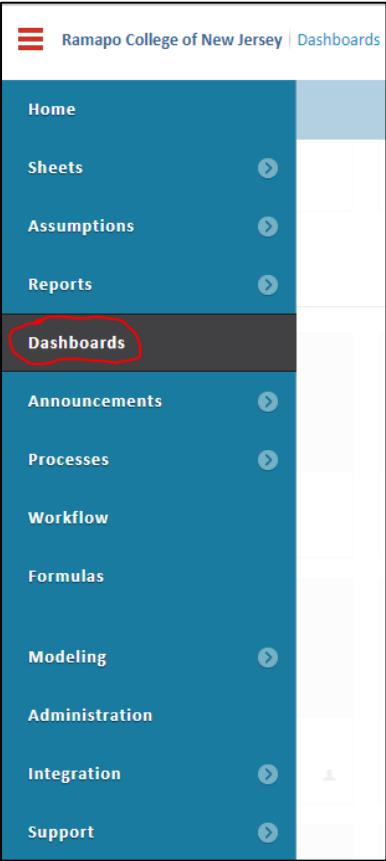 Ramapo College of New Jersey Dashboards
Home
Sheets
Assumptions
Reports
Dashboards
Announcements
Processes
Workflow
Formulas
Modeling
Administration
Integration
Support